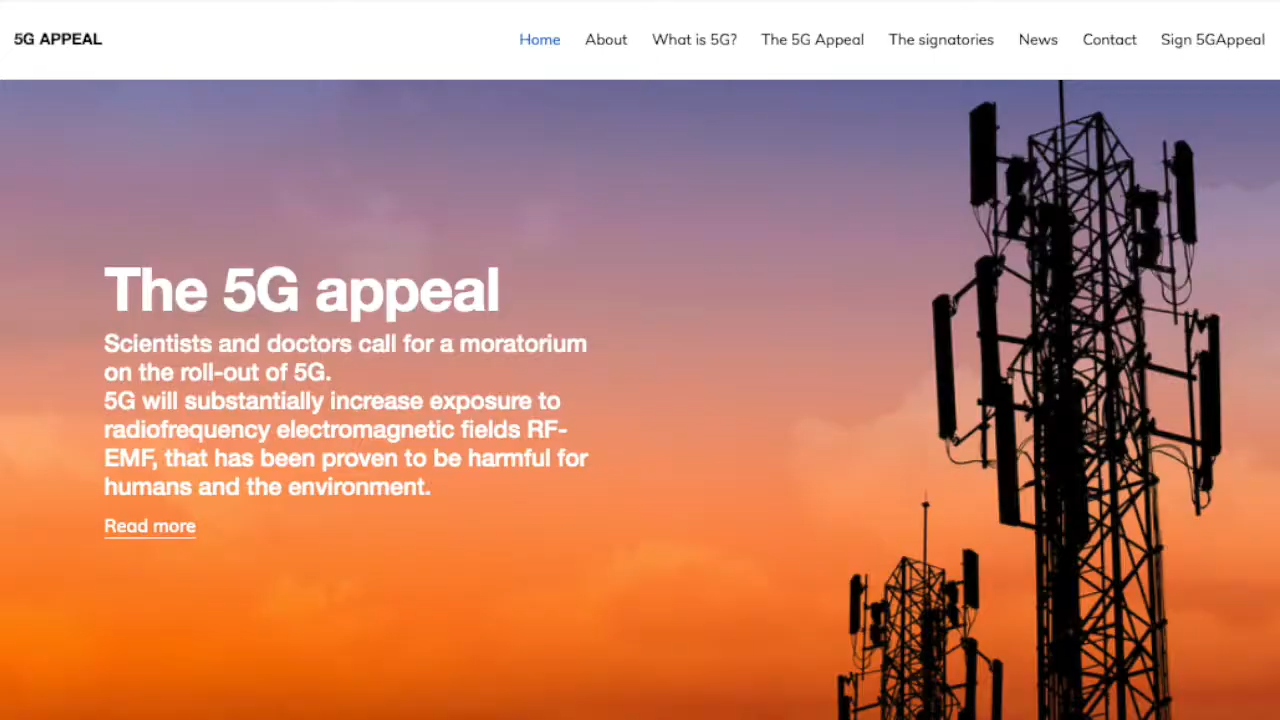 5G APPEAL
Home About What is 5G? The 5G Appeal The signatories News Contact Sign 5GAppeal
The 5G appeal
Scientists and doctors call for a moratorium
on the roll-out of 5G.
5G will substantially increase exposure to
radiofrequency electromagnetic fields RF-
EMF, that has been proven to be harmful for
humans and the environment.
Read more